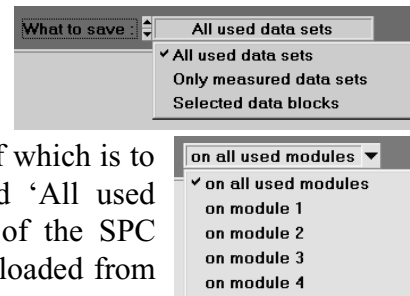 What to save : All used data sets
✓All used data sets
Only measured data sets
Selected data blocks
f which is to
d ‘All used
of the SPC
loaded from
on all used modules
✓on all used modules
on module 1
on module 2
on module 3
on module 4